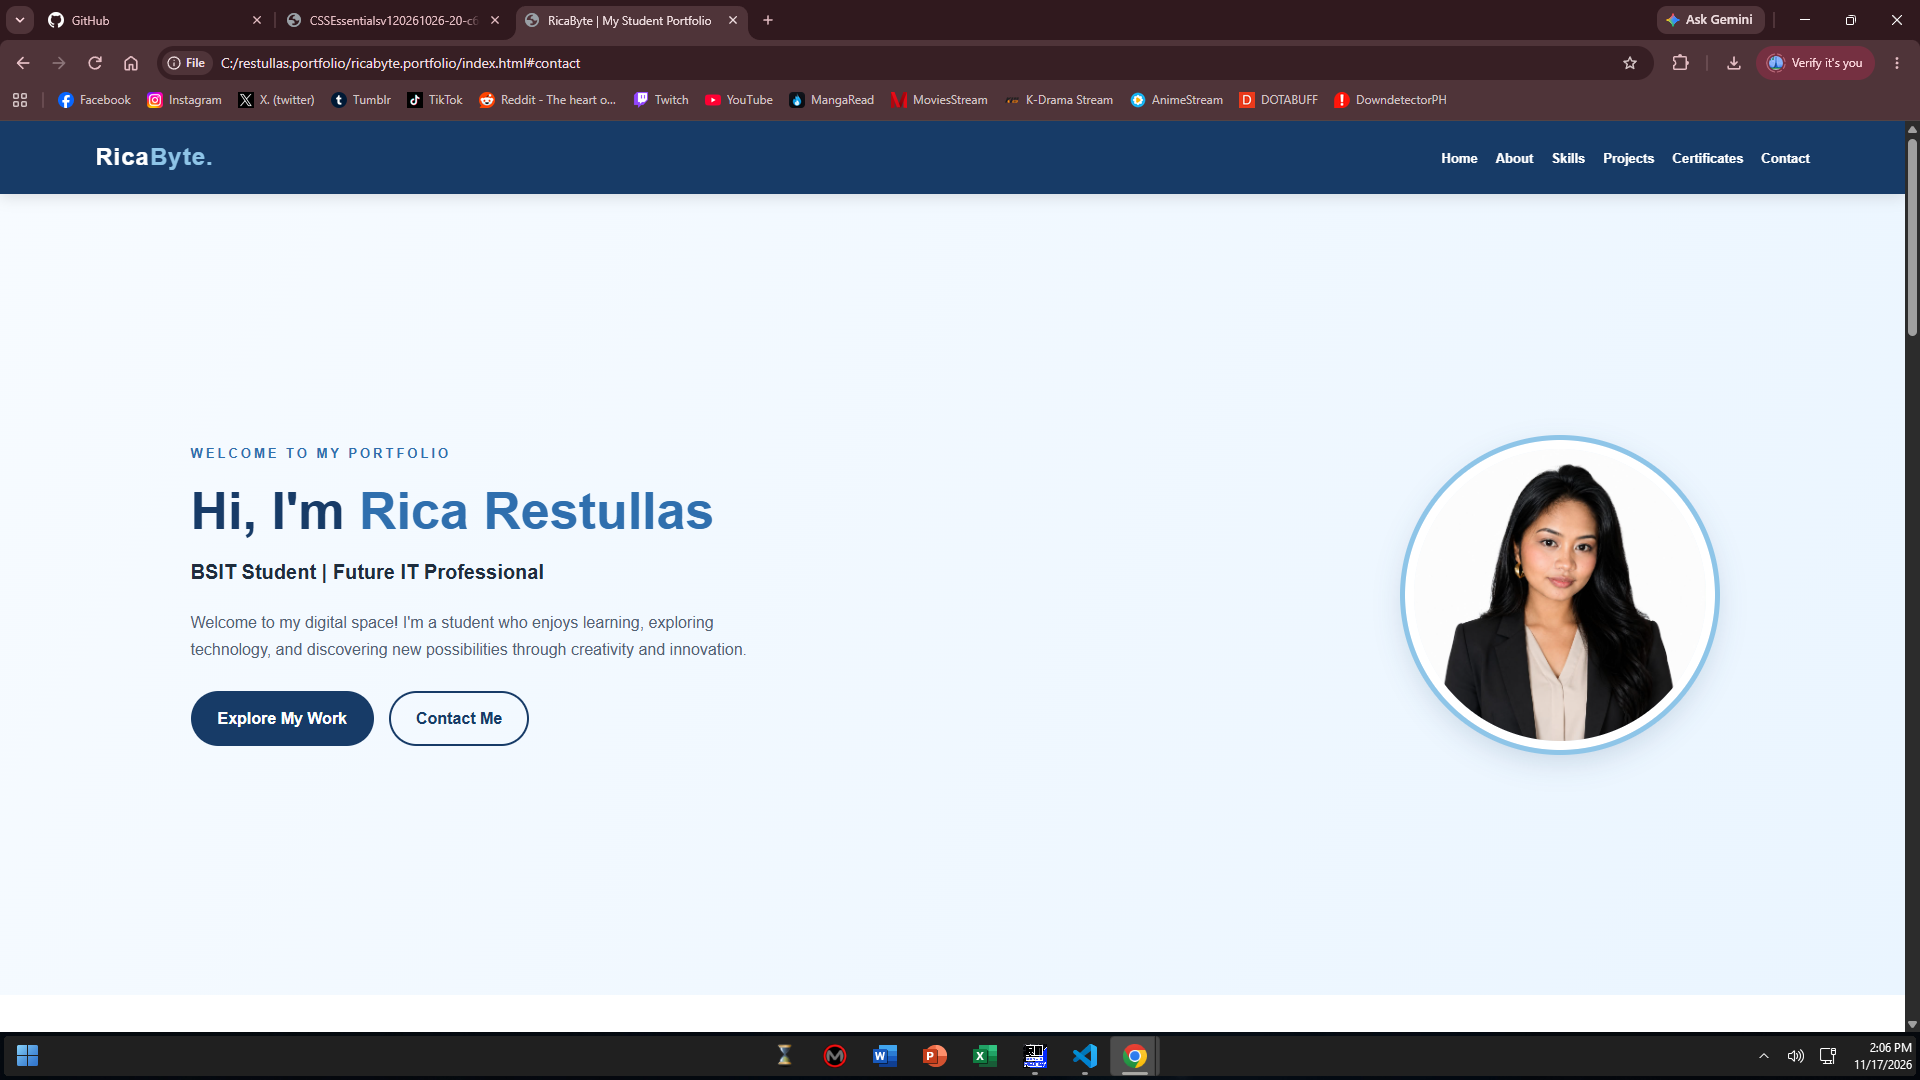 GitHub
CSSEssentialsv120261026-20-c6
RicaByte | My Student Portfolio
Ask Gemini
File
C:/restullas.portfolio/ricabyte.portfolio/index.html#contact
Verify it's you
Facebook
Instagram
X. (twitter)
Tumblr
TikTok
Reddit - The heart o...
Twitch
YouTube
MangaRead
MoviesStream
K-Drama Stream
AnimeStream
DOTABUFF
DowndetectorPH
RicaByte.
Home About Skills Projects Certificates Contact
WELCOME TO MY PORTFOLIO
Hi, I'm Rica Restullas
BSIT Student | Future IT Professional
Welcome to my digital space! I'm a student who enjoys learning, exploring
technology, and discovering new possibilities through creativity and innovation.
Explore My Work
Contact Me
2:06 PM
11/17/2026